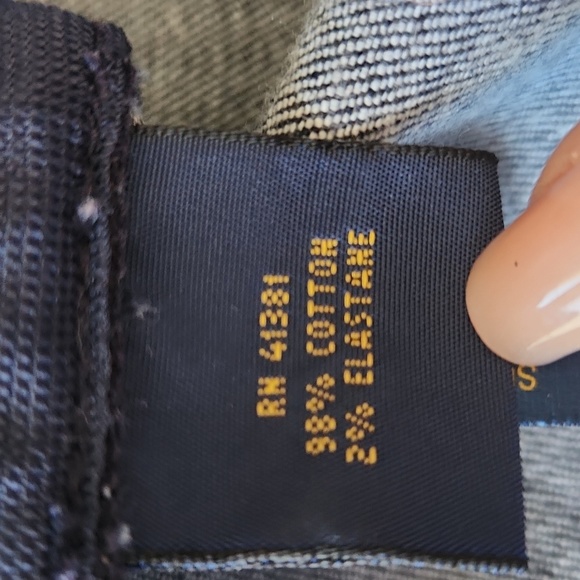 RN 41381
98% COTTON
2% ELASTANE